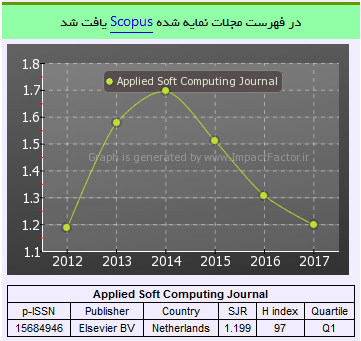 در فهرست مجلات نمایه شده Scopus یافت شد
1.8
Applied Soft Computing Journal
1.7
1.6
1.5
Graph is generated by www.ImpactFactor.ir
1.4
1.3
1.2
1.1
2012 2013 2014 2015 2016 2017
Applied Soft Computing Journal
p-ISSN Publisher Country SJR H index Quartile
15684946 Elsevier BV Netherlands 1.199 97 Q1